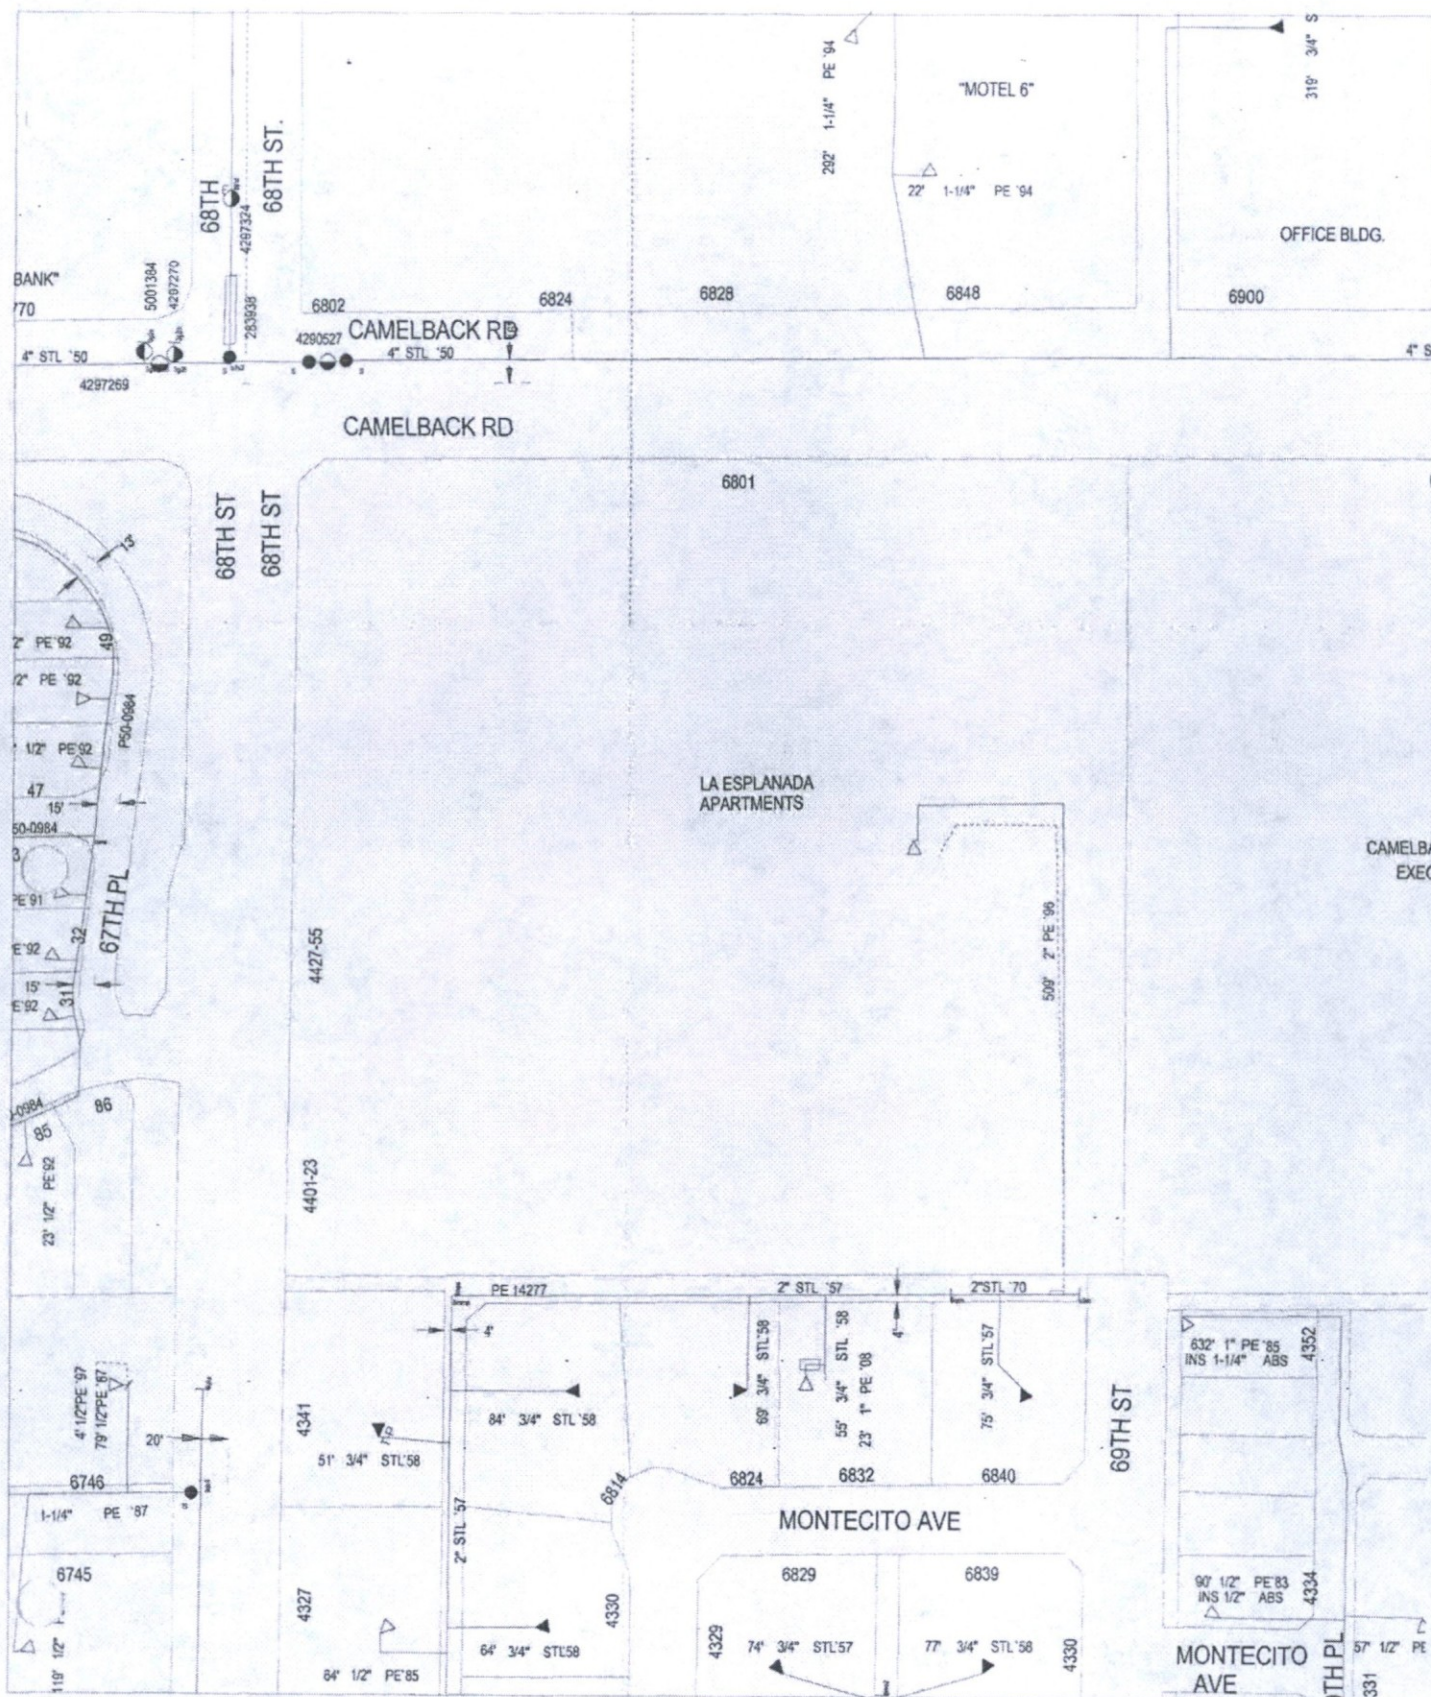 292' 1-1/4" PE '94
"MOTEL 6"
319' 3/4" S
22' 1-1/4" PE '94
OFFICE BLDG.
68TH
68TH ST.
4297324
BANK"
770
5001384
4297270
283938
6802
6824
6828
6848
6900
4290527
CAMELBACK RD
4" STL '50
4" STL '50
4" S
4297269
CAMELBACK RD
6801
68TH ST
68TH ST
13'
2" PE '92
49
/2" PE '92
P50-0984
1/2" PE'92
47
15'
50-0984
3
PE '91
67TH PL
E '92
32
15'
31
E'92
LA ESPLANADA
APARTMENTS
CAMELBA
EXEC
509' 2" PE '96
4427-55
4401-23
-0984
86
85
23' 1/2" PE'92
PE 14277
2" STL '57
2"STL '70
4'
4'
69' 3/4" STL'58
55' 3/4" STL '58
23' 1" PE '08
75' 3/4" STL'57
632' 1" PE '85
INS 1-1/4" ABS
4352
4' 1/2"PE'97
79' 1/2"PE'87
20'
84' 3/4" STL '58
4341
51' 3/4" STL'58
69TH ST
6746
6814
6824
6832
6840
1-1/4" PE '87
MONTECITO AVE
2" STL '57
6745
6829
6839
90' 1/2" PE'83
INS 1/2" ABS
4334
4327
4330
119' 1/2"
64' 3/4" STL'58
84' 1/2" PE'85
4329
74' 3/4" STL'57
77' 3/4" STL '58
4330
MONTECITO
AVE
TH PL
57' 1/2" PE
331